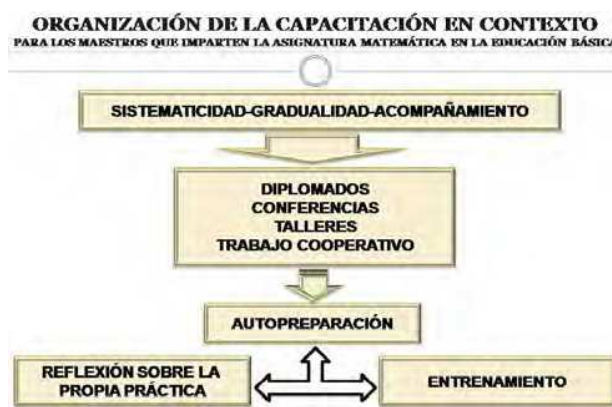 ORGANIZACIÓN DE LA CAPACITACIÓN EN CONTEXTO
PARA LOS MAESTROS QUE IMPARTEN LA ASIGNATURA MATEMÁTICA EN LA EDUCACIÓN BÁSICA
SISTEMATICIDAD-GRADUALIDAD-ACOMPAÑAMIENTO
DIPLOMADOS
CONFERENCIAS
TALLERES
TRABAJO COOPERATIVO
AUTOPREPARACIÓN
REFLEXIÓN SOBRE LA
PROPIA PRÁCTICA
ENTRENAMIENTO